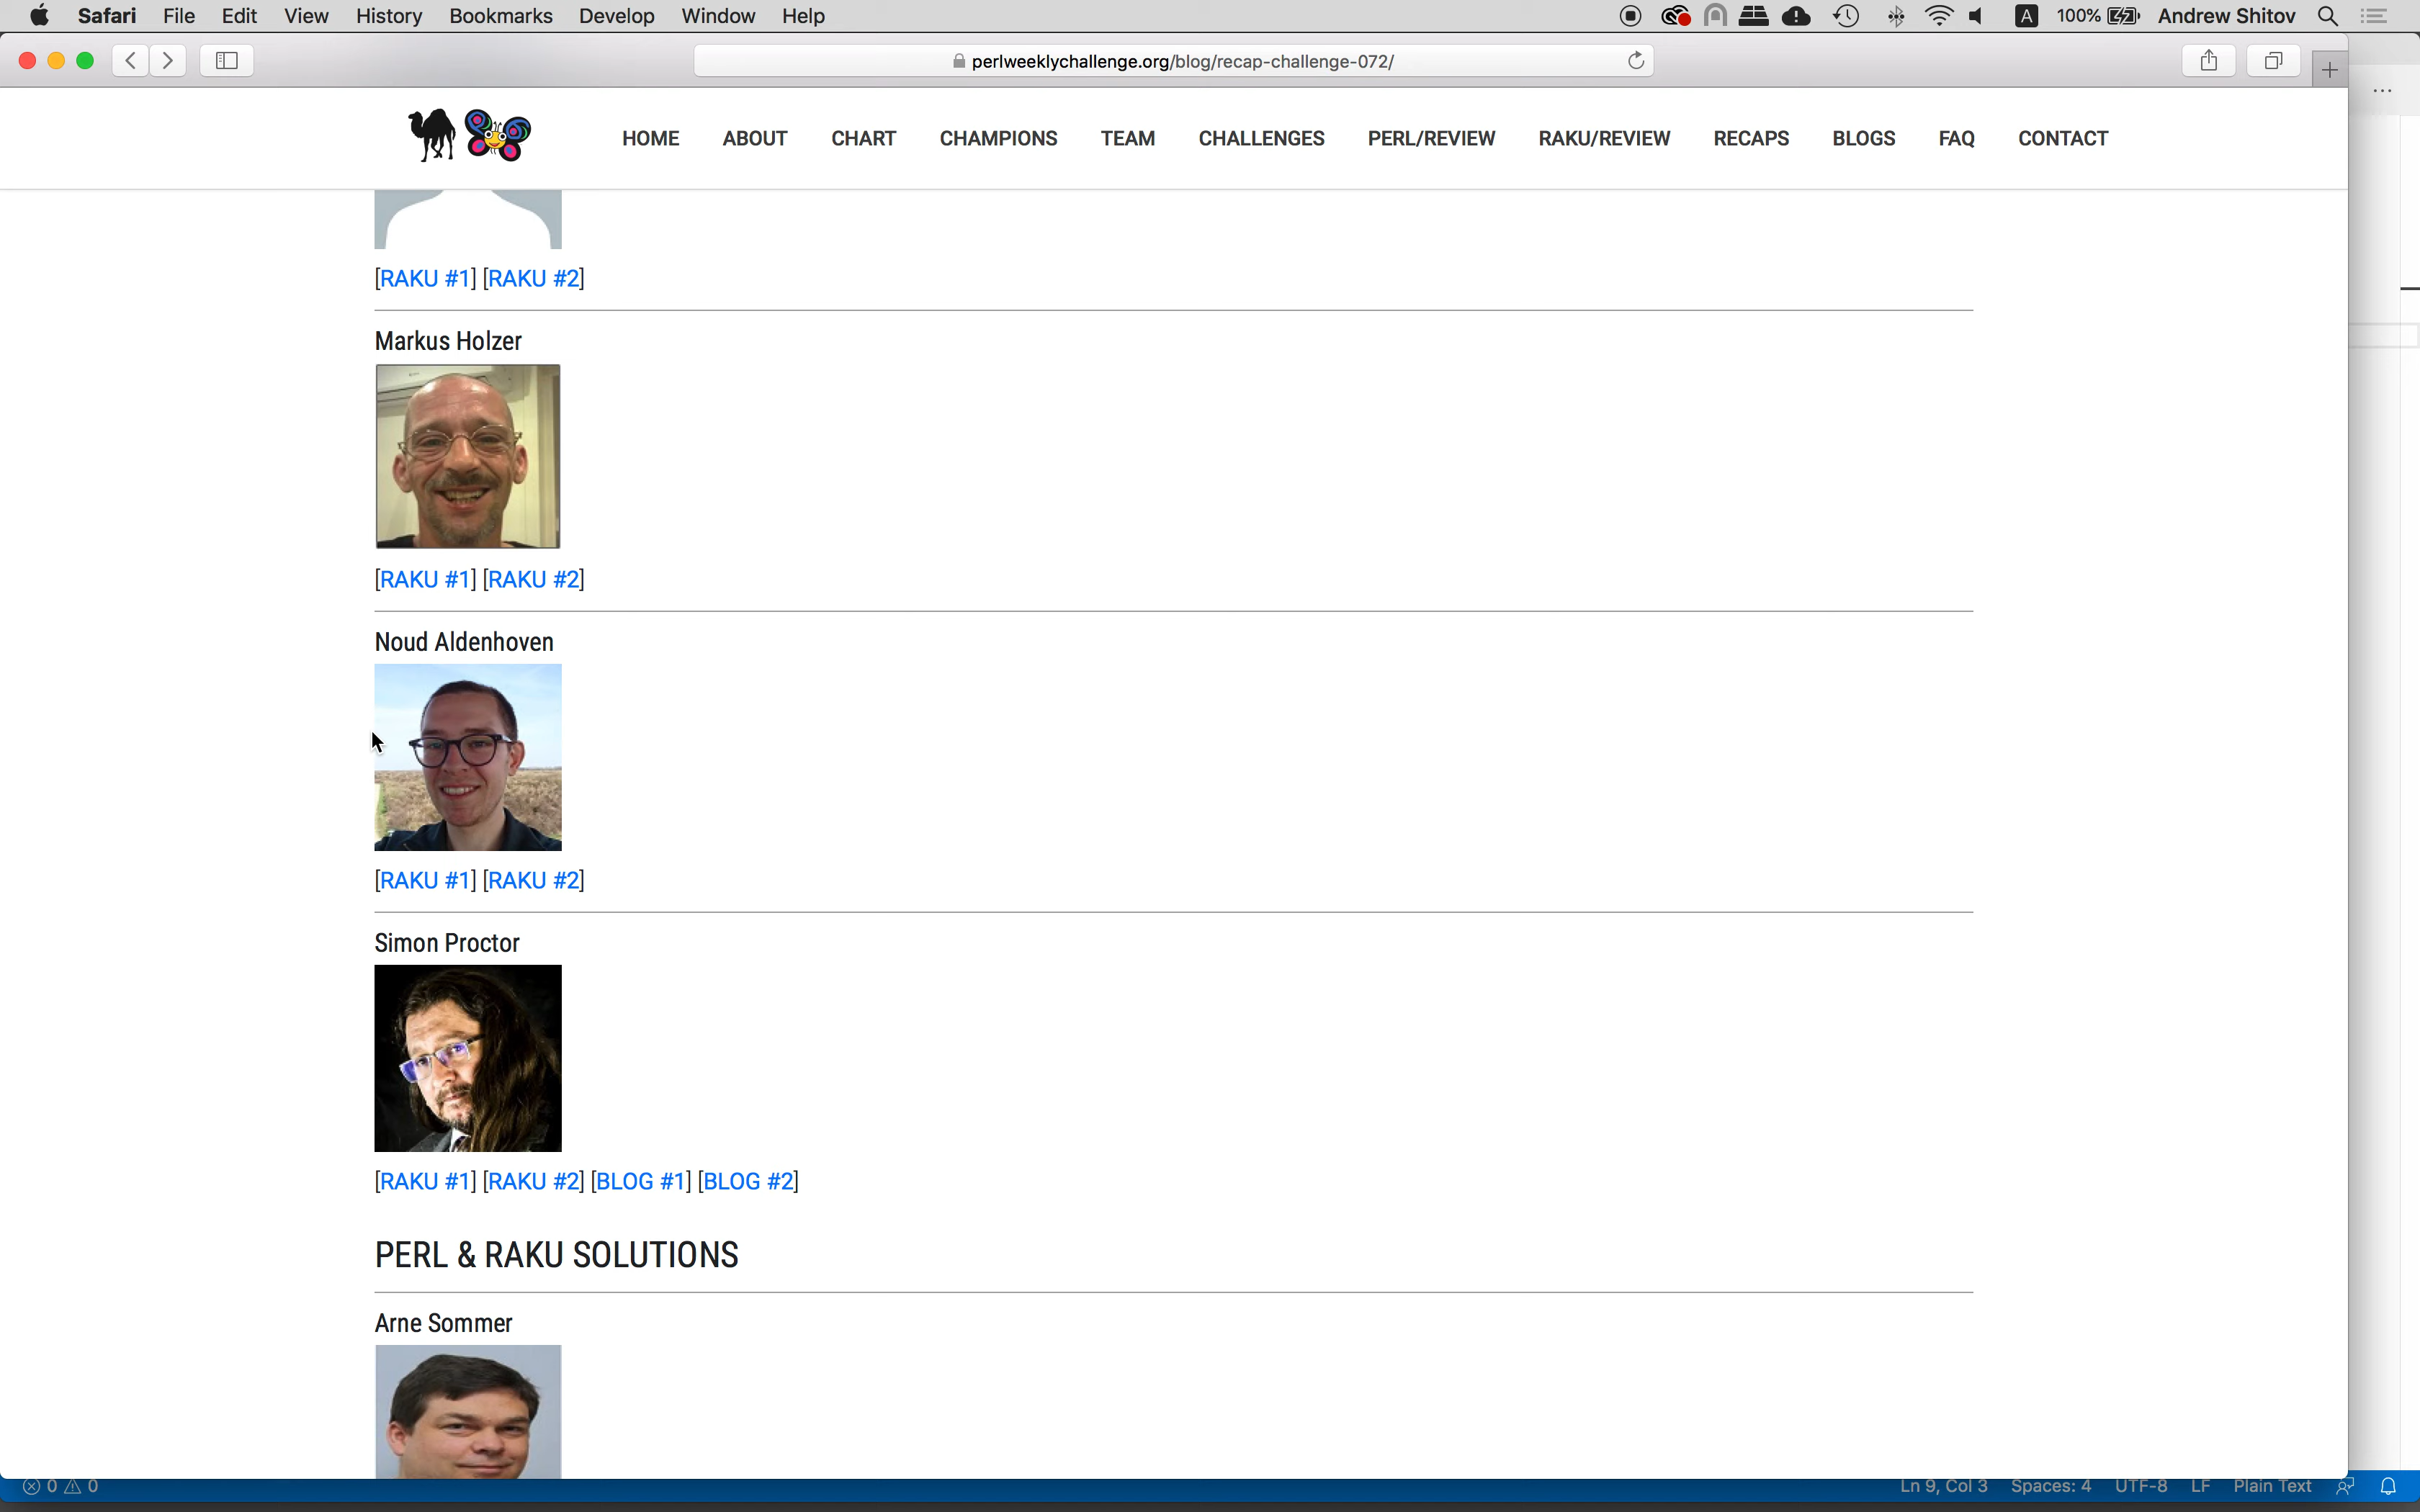 Safari File Edit View History Bookmarks Develop Window Help A 100% Andrew Shitov
perlweeklychallenge.org/blog/recap-challenge-072/
HOME ABOUT CHART CHAMPIONS TEAM CHALLENGES PERL/REVIEW RAKU/REVIEW RECAPS BLOGS FAQ CONTACT
[RAKU #1] [RAKU #2]
Markus Holzer
[RAKU #1] [RAKU #2]
Noud Aldenhoven
[RAKU #1] [RAKU #2]
Simon Proctor
[RAKU #1] [RAKU #2] [BLOG #1] [BLOG #2]
PERL & RAKU SOLUTIONS
Arne Sommer
0 0 Ln 9, Col 3 Spaces: 4 UTF-8 LF Plain Text